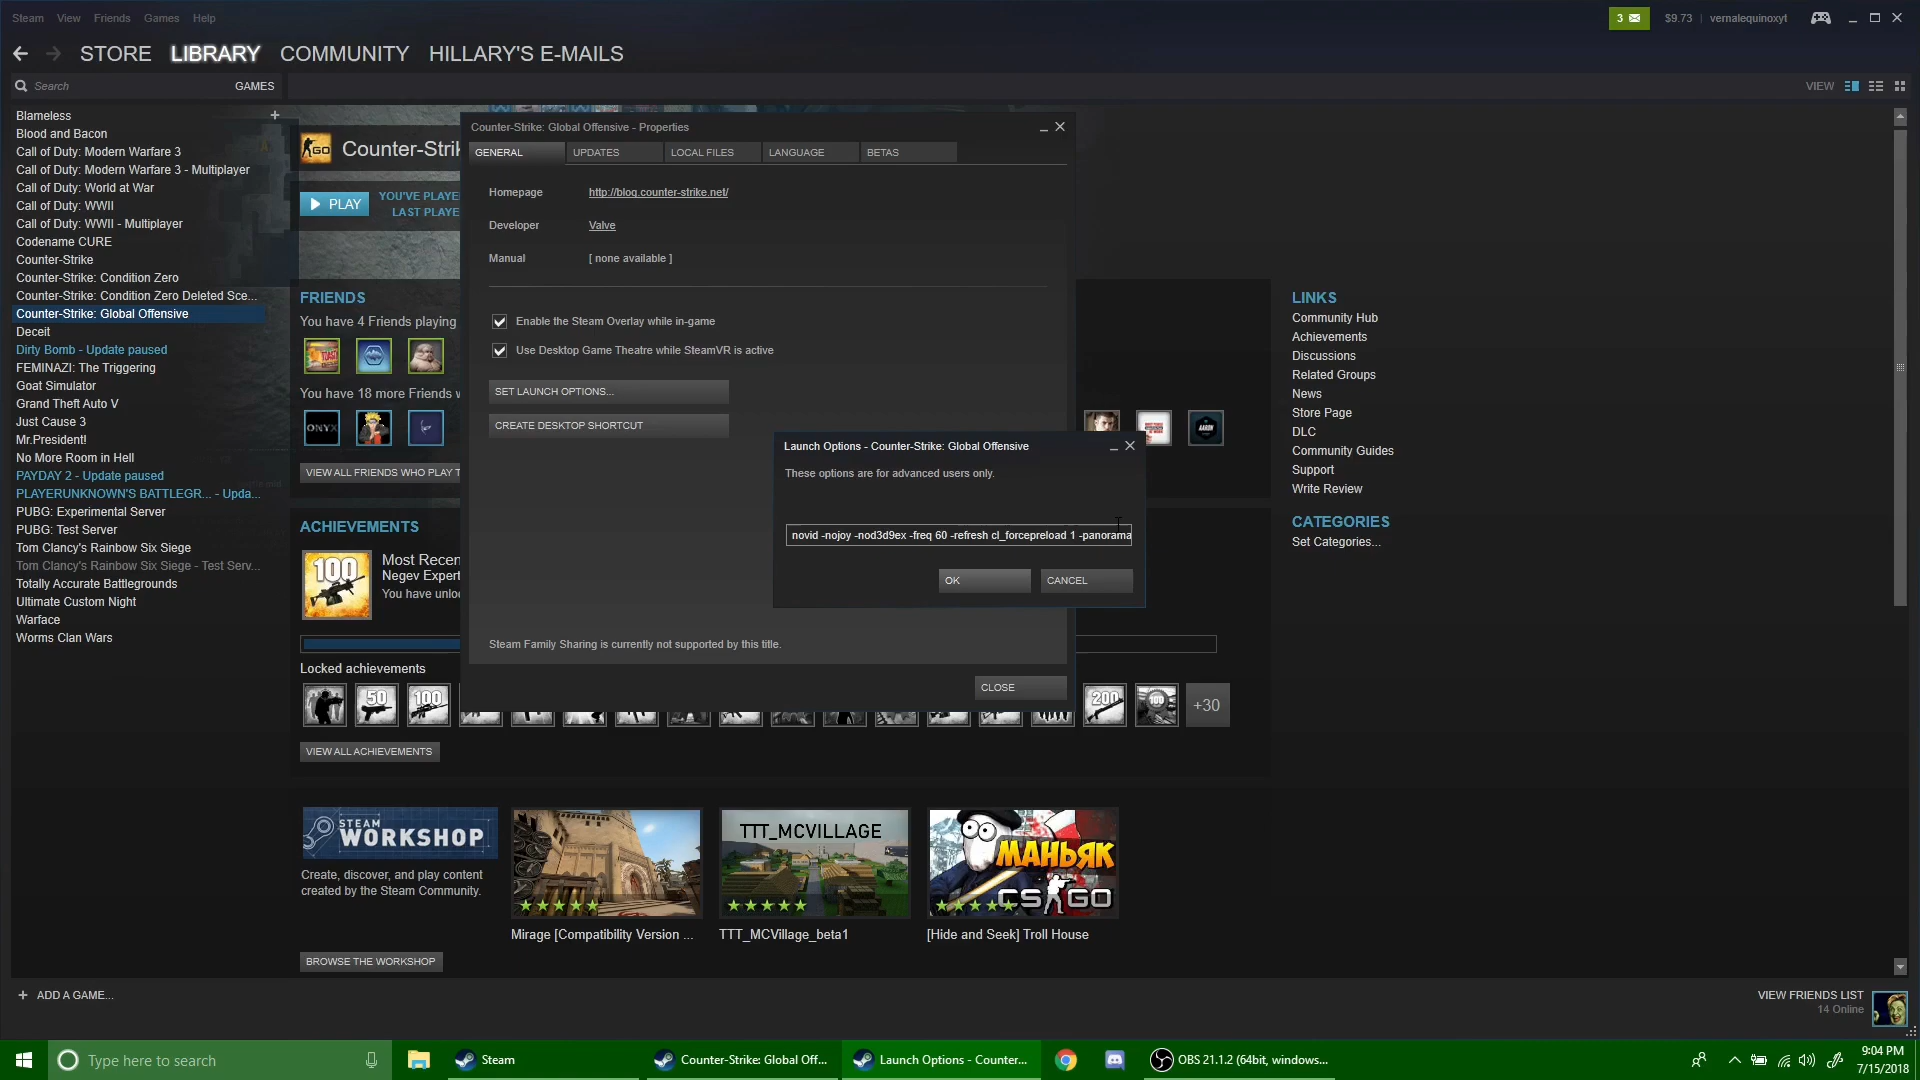 Steam View Friends Games Help
3 $9.73 vernalequinoxyt
STORE LIBRARY COMMUNITY HILLARY'S E-MAILS
Search GAMES VIEW
Blameless
Blood and Bacon
Call of Duty: Modern Warfare 3
Call of Duty: Modern Warfare 3 - Multiplayer
Call of Duty: World at War
Call of Duty: WWII
Call of Duty: WWII - Multiplayer
Codename CURE
Counter-Strike
Counter-Strike: Condition Zero
Counter-Strike: Condition Zero Deleted Sce...
Counter-Strike: Global Offensive
Deceit
Dirty Bomb - Update paused
FEMINAZI: The Triggering
Goat Simulator
Grand Theft Auto V
Just Cause 3
Mr.President!
No More Room in Hell
PAYDAY 2 - Update paused
PLAYERUNKNOWN'S BATTLEGR... - Upda...
PUBG: Experimental Server
PUBG: Test Server
Tom Clancy's Rainbow Six Siege
Tom Clancy's Rainbow Six Siege - Test Serv...
Totally Accurate Battlegrounds
Ultimate Custom Night
Warface
Worms Clan Wars
GO Counter-Strik
PLAY
YOU'VE PLAYE
LAST PLAYE
FRIENDS
You have 4 Friends playing
You have 18 more Friends w
ONYX
AARON
VIEW ALL FRIENDS WHO PLAY T
ACHIEVEMENTS
100
Most Recen
Negev Expert
You have unloc
Locked achievements
50 100 200 100 +30
VIEW ALL ACHIEVEMENTS
STEAM
WORKSHOP
Create, discover, and play content
created by the Steam Community.
BROWSE THE WORKSHOP
Mirage [Compatibility Version ...
TTT_MCVILLAGE
TTT_MCVillage_beta1
МАНЬЯК
CS GO
[Hide and Seek] Troll House
Counter-Strike: Global Offensive - Properties
GENERAL UPDATES LOCAL FILES LANGUAGE BETAS
Homepage http://blog.counter-strike.net/
Developer Valve
Manual [ none available ]
Enable the Steam Overlay while in-game
Use Desktop Game Theatre while SteamVR is active
SET LAUNCH OPTIONS...
CREATE DESKTOP SHORTCUT
Steam Family Sharing is currently not supported by this title.
CLOSE
Launch Options - Counter-Strike: Global Offensive
These options are for advanced users only.
novid -nojoy -nod3d9ex -freq 60 -refresh cl_forcepreload 1 -panorama
OK CANCEL
LINKS
Community Hub
Achievements
Discussions
Related Groups
News
Store Page
DLC
Community Guides
Support
Write Review
CATEGORIES
Set Categories...
ADD A GAME...
VIEW FRIENDS LIST
14 Online
Type here to search
Steam
Counter-Strike: Global Off...
Launch Options - Counter...
OBS 21.1.2 (64bit, windows...
9:04 PM
7/15/2018